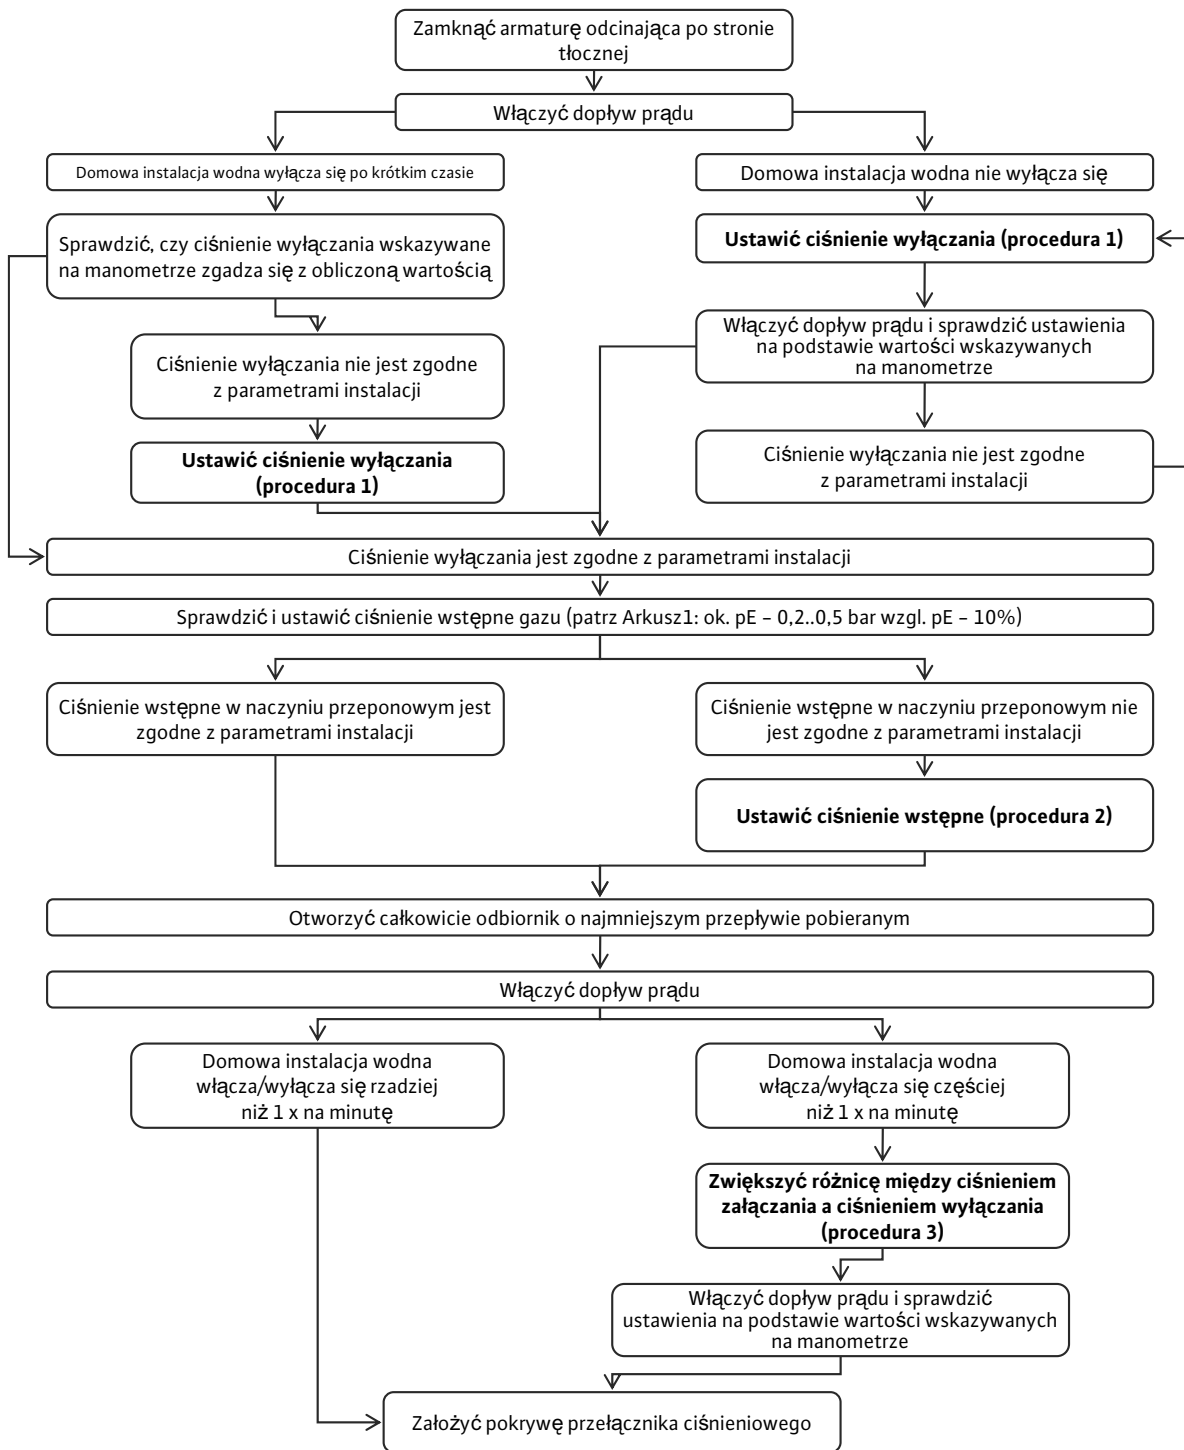 Zamknąć armaturę odcinająca po stronie
tłocznej
Włączyć dopływ prądu
Domowa instalacja wodna wyłącza się po krótkim czasie
Domowa instalacja wodna nie wyłącza się
Sprawdzić, czy ciśnienie wyłączania wskazywane
na manometrze zgadza się z obliczoną wartością
Ustawić ciśnienie wyłączania (procedura 1)
Włączyć dopływ prądu i sprawdzić ustawienia
na podstawie wartości wskazywanych
na manometrze
Ciśnienie wyłączania nie jest zgodne
z parametrami instalacji
Ustawić ciśnienie wyłączania
(procedura 1)
Ciśnienie wyłączania nie jest zgodne
z parametrami instalacji
Ciśnienie wyłączania jest zgodne z parametrami instalacji
Sprawdzić i ustawić ciśnienie wstępne gazu (patrz Arkusz1: ok. pE – 0,2..0,5 bar wzgl. pE – 10%)
Ciśnienie wstępne w naczyniu przeponowym jest
zgodne z parametrami instalacji
Ciśnienie wstępne w naczyniu przeponowym nie
jest zgodne z parametrami instalacji
Ustawić ciśnienie wstępne (procedura 2)
Otworzyć całkowicie odbiornik o najmniejszym przepływie pobieranym
Włączyć dopływ prądu
Domowa instalacja wodna
włącza/wyłącza się rzadziej
niż 1 x na minutę
Domowa instalacja wodna
włącza/wyłącza się częściej
niż 1 x na minutę
Zwiększyć różnicę między ciśnieniem
załączania a ciśnieniem wyłączania
(procedura 3)
Włączyć dopływ prądu i sprawdzić
ustawienia na podstawie wartości wskazywanych
na manometrze
Założyć pokrywę przełącznika ciśnieniowego